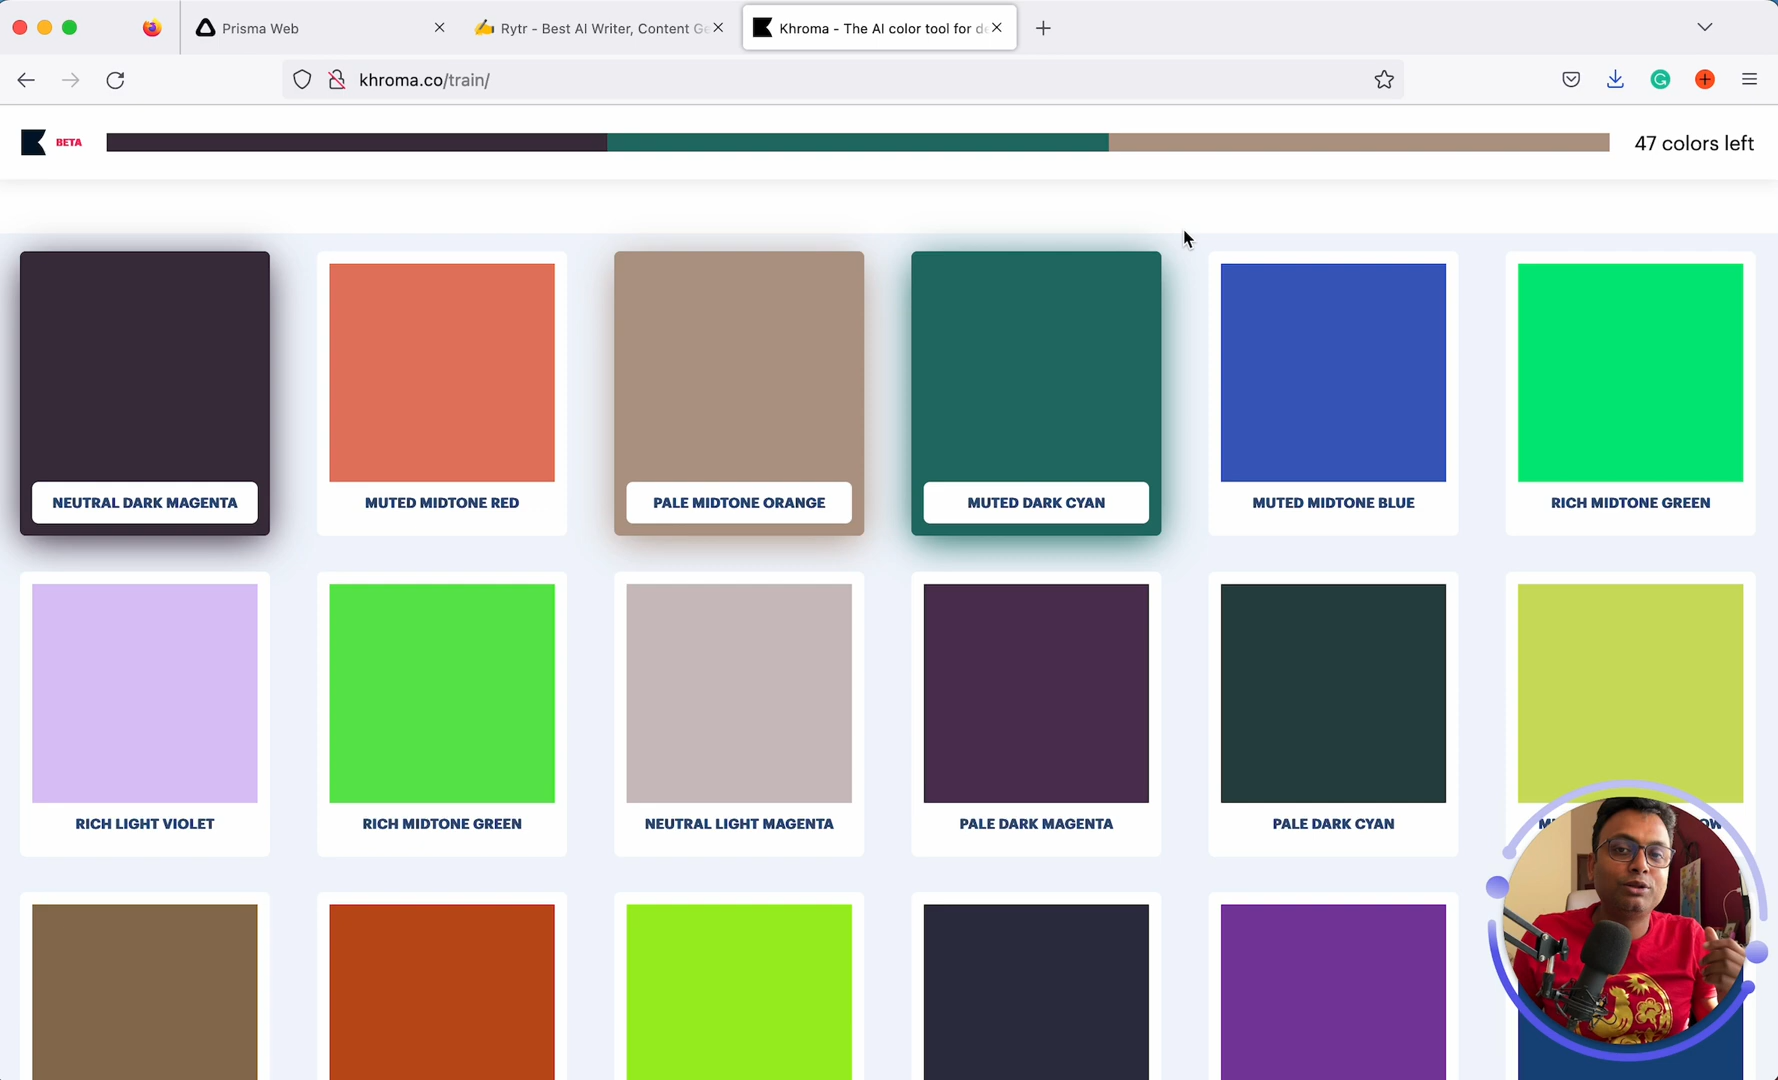 Prisma Web
Rytr - Best AI Writer, Content Ge
Khroma - The AI color tool for de
khroma.co/train/
BETA
47 colors left
NEUTRAL DARK MAGENTA
MUTED MIDTONE RED
PALE MIDTONE ORANGE
MUTED DARK CYAN
MUTED MIDTONE BLUE
RICH MIDTONE GREEN
RICH LIGHT VIOLET
RICH MIDTONE GREEN
NEUTRAL LIGHT MAGENTA
PALE DARK MAGENTA
PALE DARK CYAN